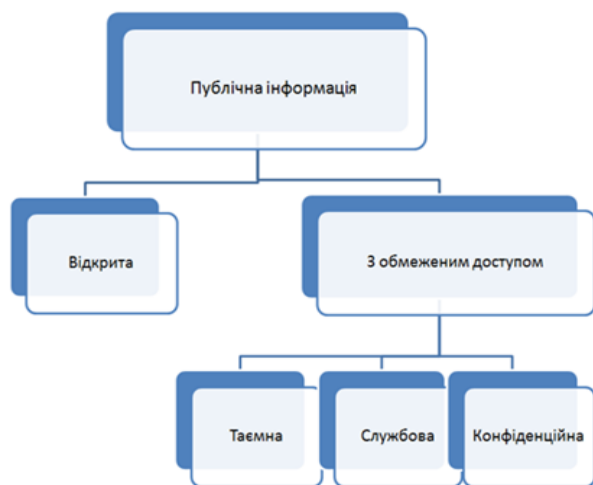 Публічна інформація
Відкрита
З обмеженим доступом
Таємна
Службова
Конфіденційна